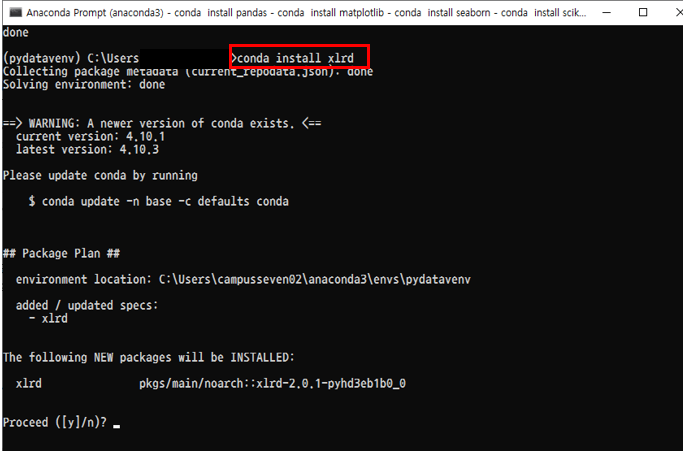 Anaconda Prompt (anaconda3) - conda  install pandas - conda  install matplotlib - conda  install seaborn - conda  install scik...
done
(pydatavenv) C:\Users >conda install xlrd
Collecting package metadata (current_repodata.json): done
Solving environment: done
==> WARNING: A newer version of conda exists. <==
  current version: 4.10.1
  latest version: 4.10.3
Please update conda by running
    $ conda update -n base -c defaults conda
## Package Plan ##
  environment location: C:\Users\campusseven02\anaconda3\envs\pydatavenv
  added / updated specs:
    - xlrd
The following NEW packages will be INSTALLED:
  xlrd               pkgs/main/noarch::xlrd-2.0.1-pyhd3eb1b0_0
Proceed ([y]/n)?